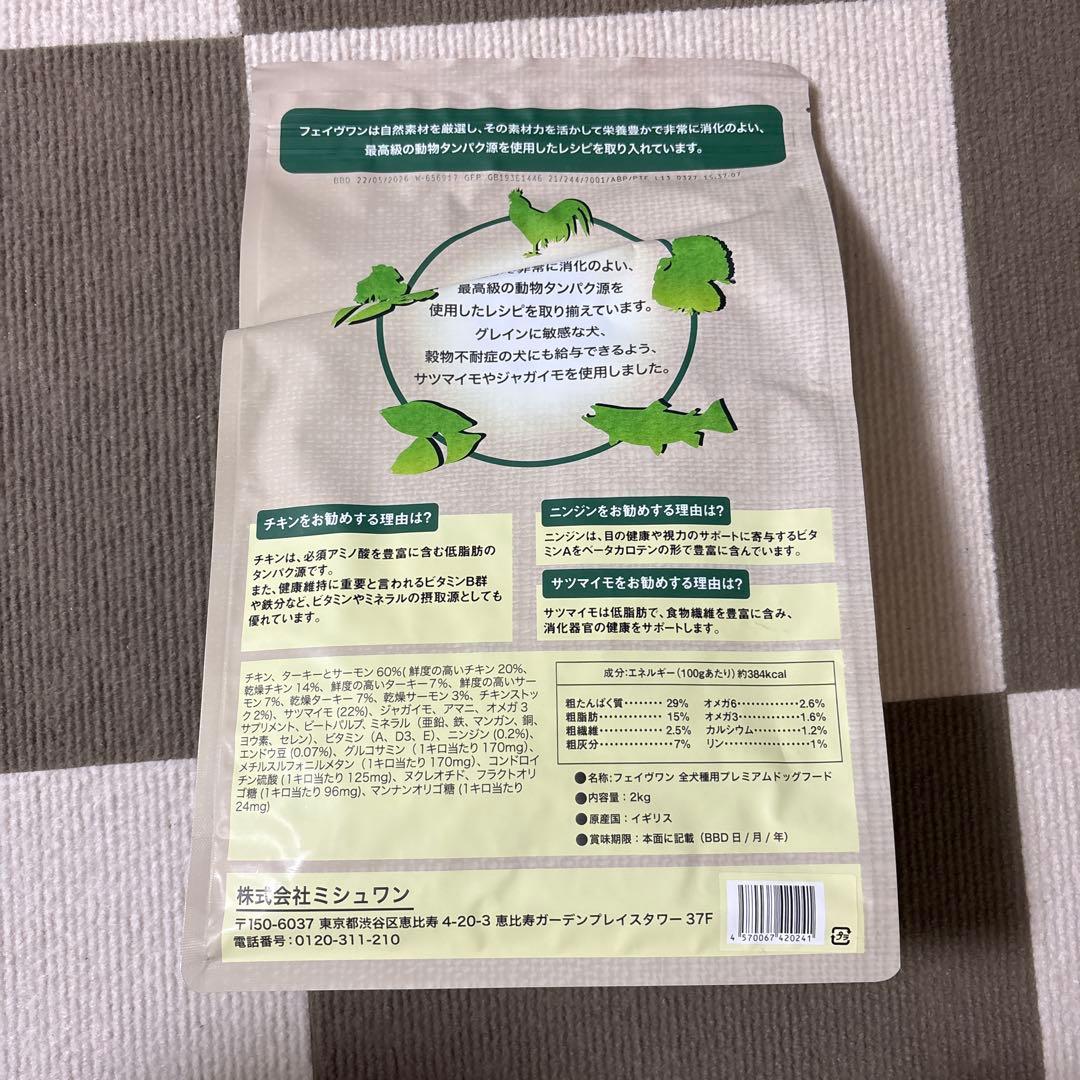 フェイヴワンは自然素材を厳選し、その素材力を活かして栄養豊かで非常に消化のよい、
最高級の動物タンパク源を使用したレシピを取り入れています。
BBD 22/05/2026 W-656917 GFP GB193E1446 21/244/7001/ABP/PTF L13 0327 15:37:07
非常に消化のよい、
最高級の動物タンパク源を
使用したレシピを取り揃えています。
グレインに敏感な犬、
穀物不耐症の犬にも給与できるよう、
サツマイモやジャガイモを使用しました。
チキンをお勧めする理由は?
チキンは、必須アミノ酸を豊富に含む低脂肪の
タンパク源です。
また、健康維持に重要と言われるビタミンB群
や鉄分など、ビタミンやミネラルの摂取源としても
優れています。
ニンジンをお勧めする理由は?
ニンジンは、目の健康や視力のサポートに寄与するビタ
ミンAをベータカロテンの形で豊富に含んでいます。
サツマイモをお勧めする理由は?
サツマイモは低脂肪で、食物繊維を豊富に含み、
消化器官の健康をサポートします。
チキン、ターキーとサーモン 60%( 鮮度の高いチキン 20%、
乾燥チキン 14%、鮮度の高いターキー 7%、鮮度の高いサー
モン 7%、乾燥ターキー 7%、乾燥サーモン 3%、チキンストッ
ク 2%)、サツマイモ (22%)、ジャガイモ、アマニ、オメガ 3
サプリメント、ビートパルプ、ミネラル（亜鉛、鉄、マンガン、銅、
ヨウ素、セレン）、ビタミン（A、D3、E）、ニンジン (0.2%)、
エンドウ豆 (0.07%)、グルコサミン（1キロ当たり 170mg）、
メチルスルフォニルメタン（1キロ当たり 170mg）、コンドロイ
チン硫酸 (1キロ当たり 125mg)、ヌクレオチド、フラクトオリ
ゴ糖 (1キロ当たり 96mg)、マンナンオリゴ糖 (1キロ当たり
24mg)
成分:エネルギー（100gあたり）約384kcal
粗たんぱく質········29% オメガ6············2.6%
粗脂肪··············15% オメガ3············1.6%
粗繊維··············2.5% カルシウム········1.2%
粗灰分··············7% リン················1%
●名称:フェイヴワン 全犬種用プレミアムドッグフード
●内容量：2kg
●原産国：イギリス
●賞味期限：本面に記載（BBD 日 / 月 / 年）
株式会社ミシュワン
〒150-6037 東京都渋谷区恵比寿 4-20-3 恵比寿ガーデンプレイスタワー 37F
電話番号：0120-311-210
4 570067 420241
プラ